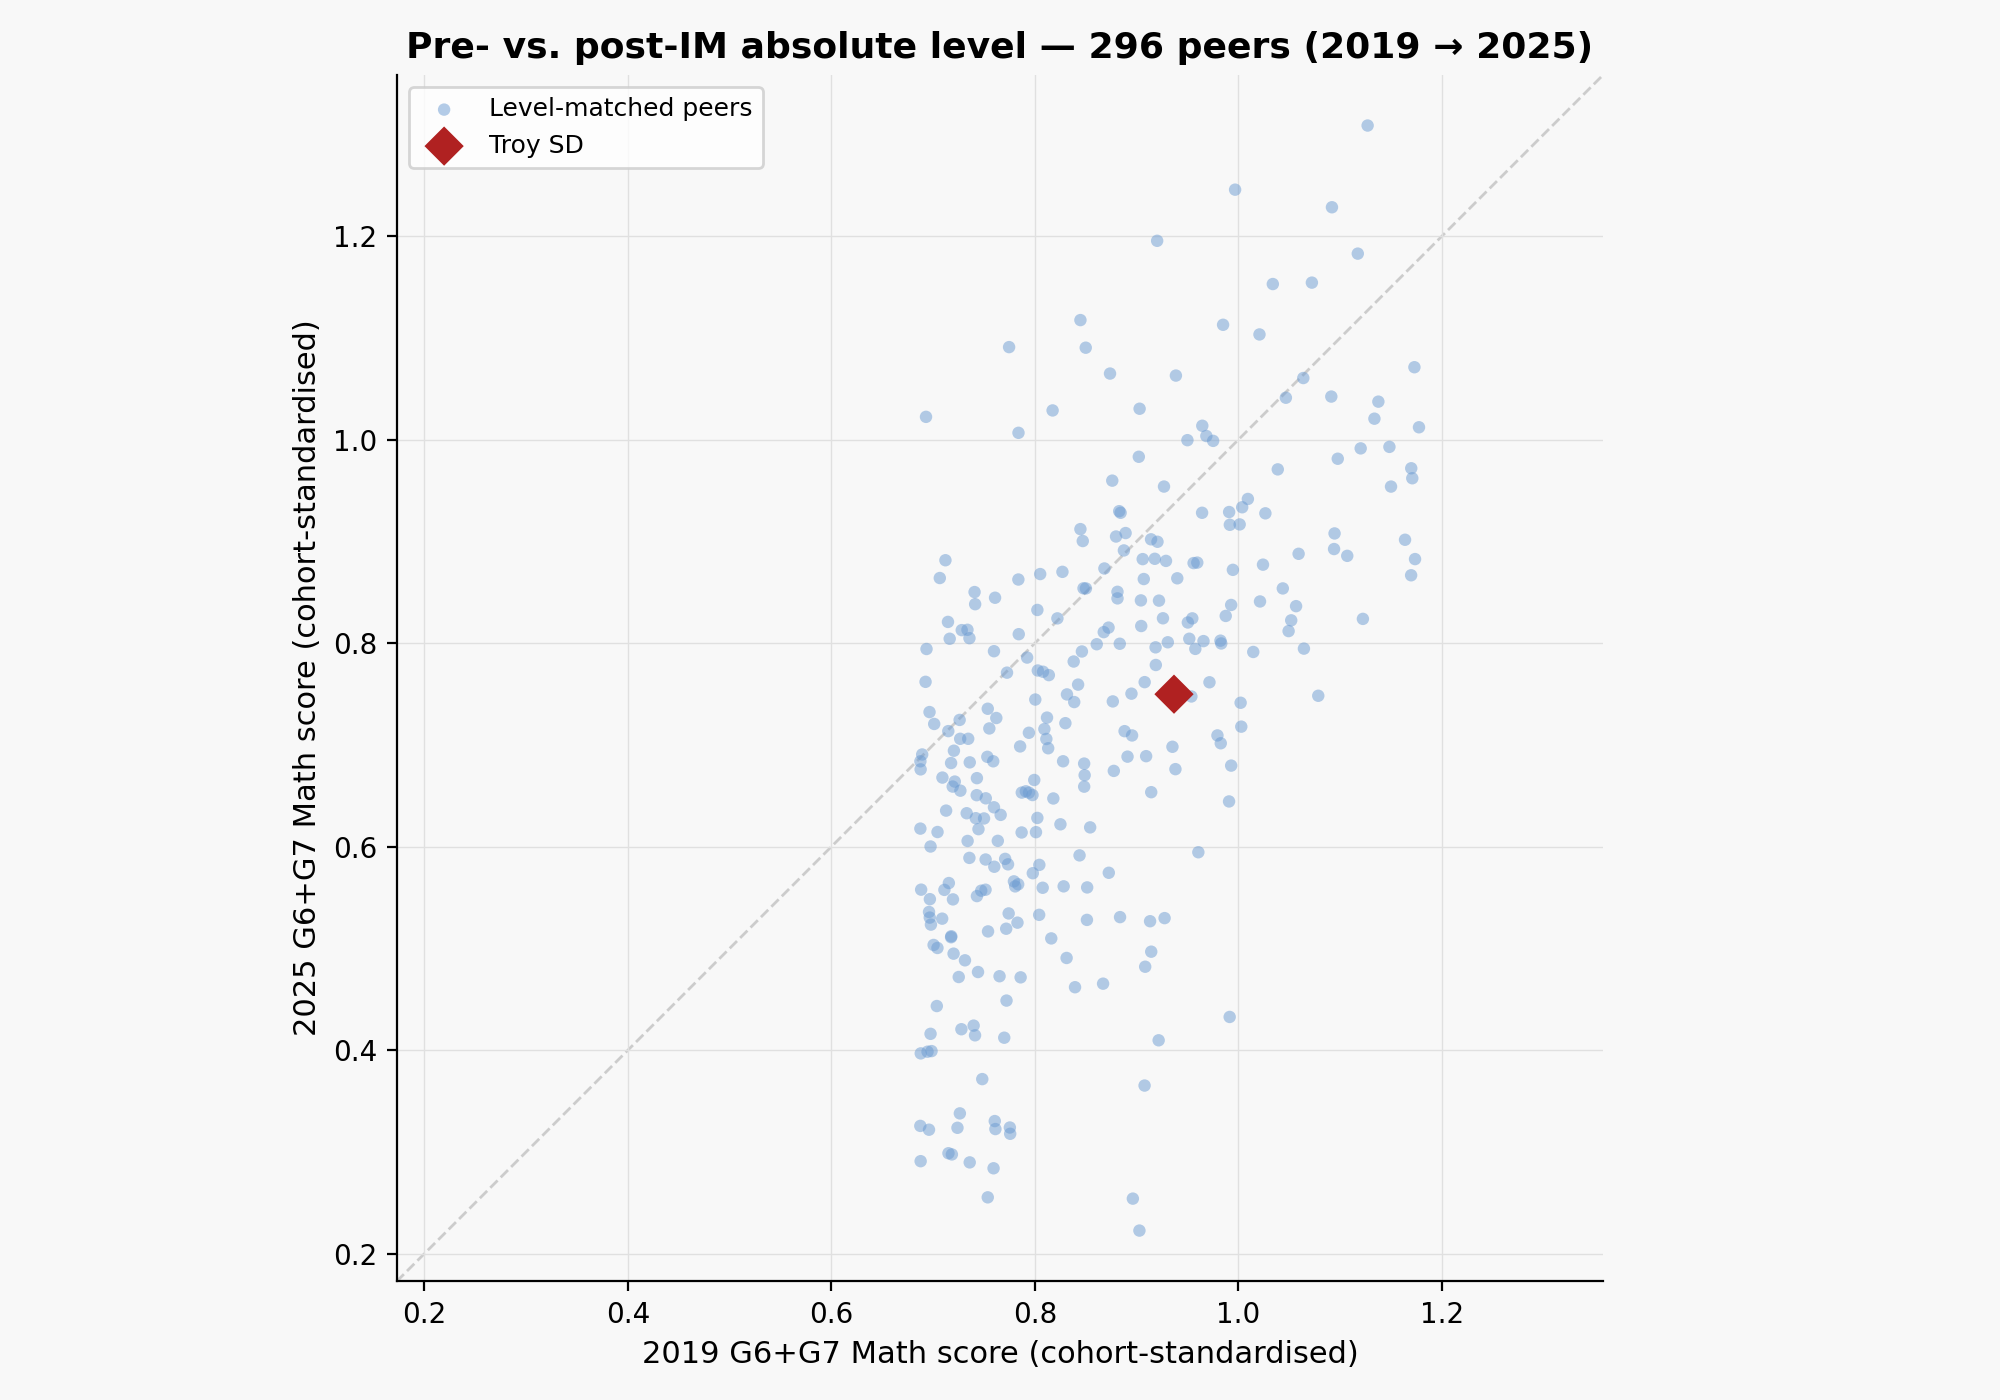 Pre- vs. post-IM absolute level — 296 peers (2019 → 2025)
Level-matched peers
Troy SD
2025 G6+G7 Math score (cohort-standardised)
1.2
1.0
0.8
0.6
0.4
0.2
0.2
0.4
0.6
0.8
1.0
1.2
2019 G6+G7 Math score (cohort-standardised)